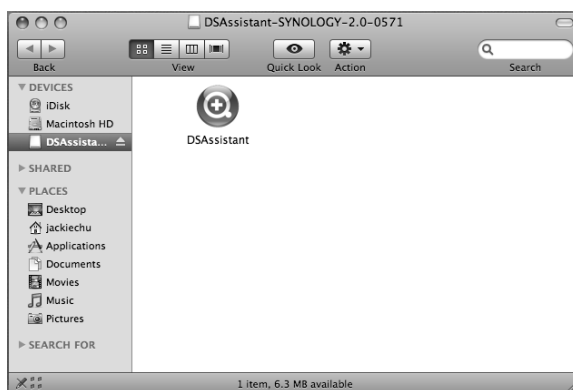 DSAssistant-SYNOLOGY-2.0-0571
Back
View
Quick Look
Action
Search
DEVICES
iDisk
Macintosh HD
DSAssista...
SHARED
PLACES
Desktop
jackiechu
Applications
Documents
Movies
Music
Pictures
SEARCH FOR
DSAssistant
1 item, 6.3 MB available